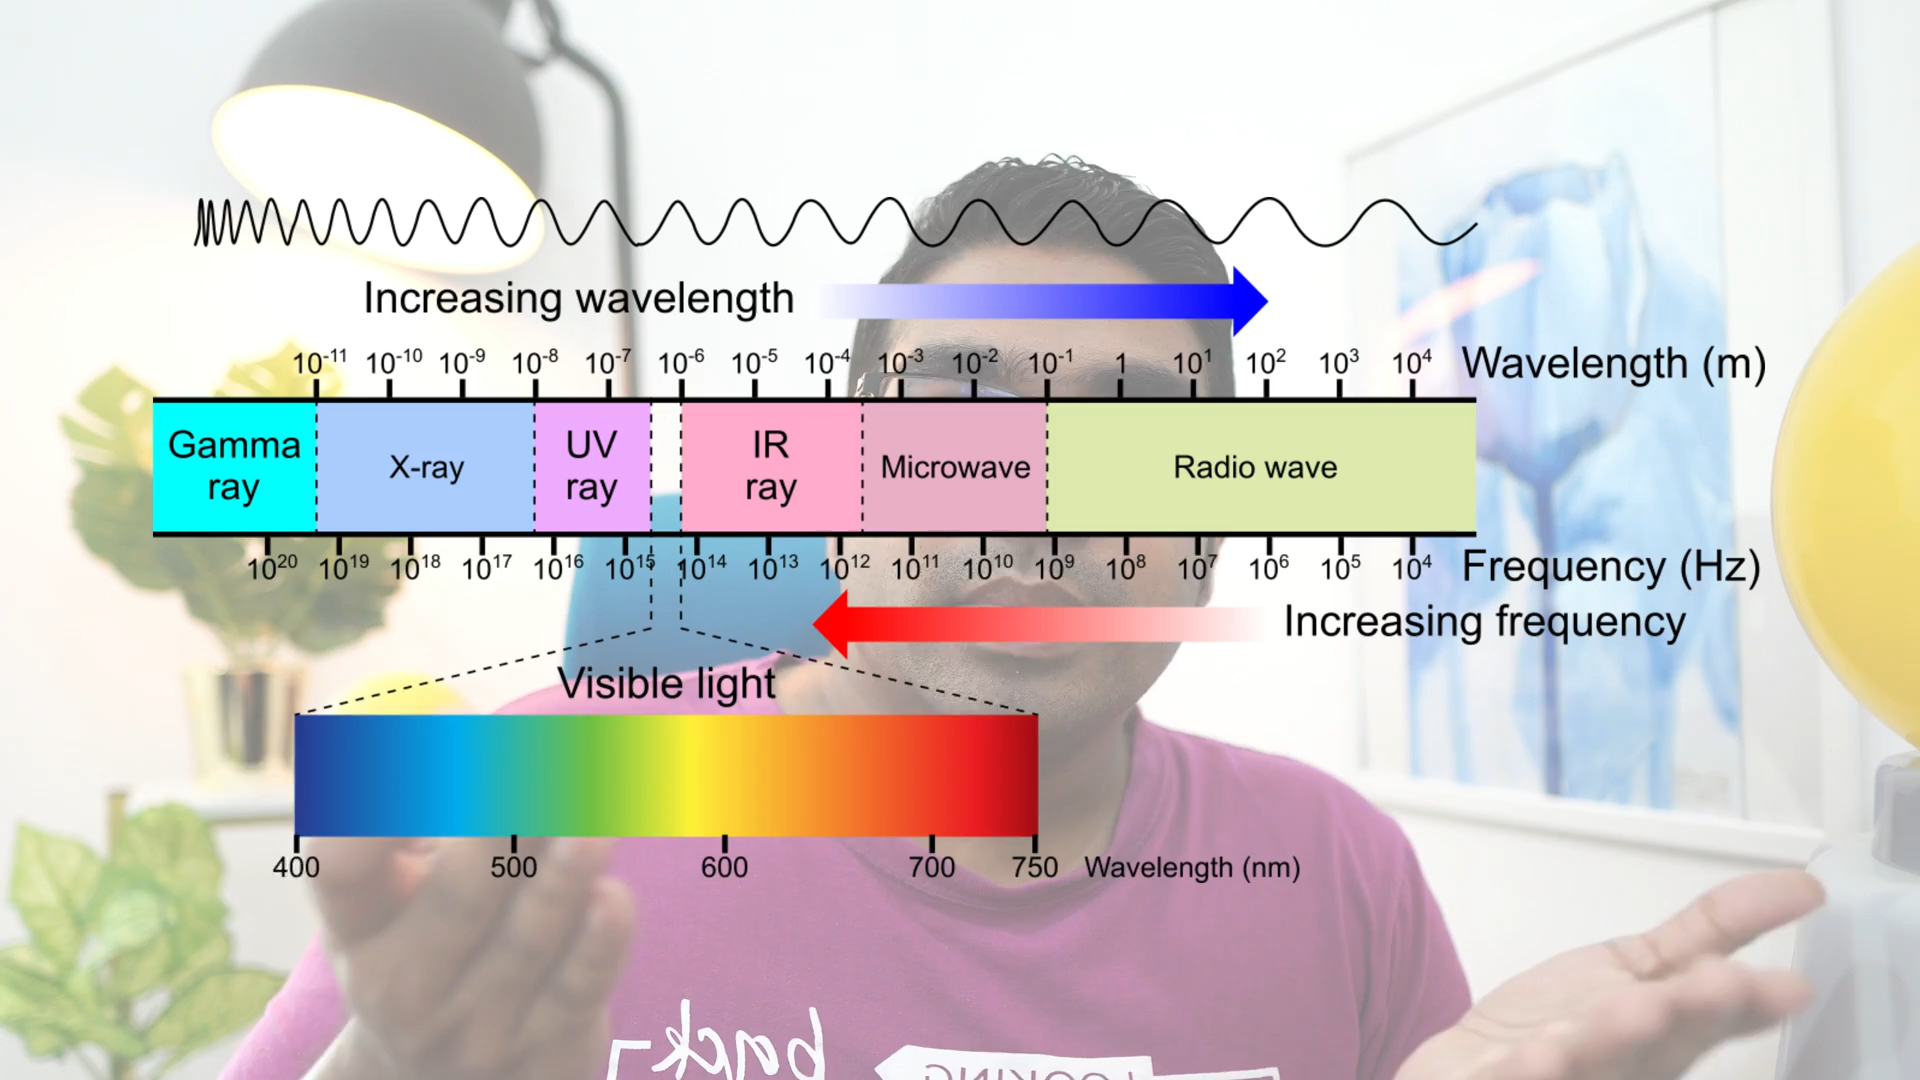 Increasing wavelength
10⁻¹¹ 10⁻¹⁰ 10⁻⁹ 10⁻⁸ 10⁻⁷ 10⁻⁶ 10⁻⁵ 10⁻⁴ 10⁻³ 10⁻² 10⁻¹ 1 10¹ 10² 10³ 10⁴ Wavelength (m)
Gamma
ray
X-ray
UV
ray
IR
ray
Microwave
Radio wave
10²⁰ 10¹⁹ 10¹⁸ 10¹⁷ 10¹⁶ 10¹⁵ 10¹⁴ 10¹³ 10¹² 10¹¹ 10¹⁰ 10⁹ 10⁸ 10⁷ 10⁶ 10⁵ 10⁴ Frequency (Hz)
Increasing frequency
Visible light
400 500 600 700 750 Wavelength (nm)
back
LOOKING